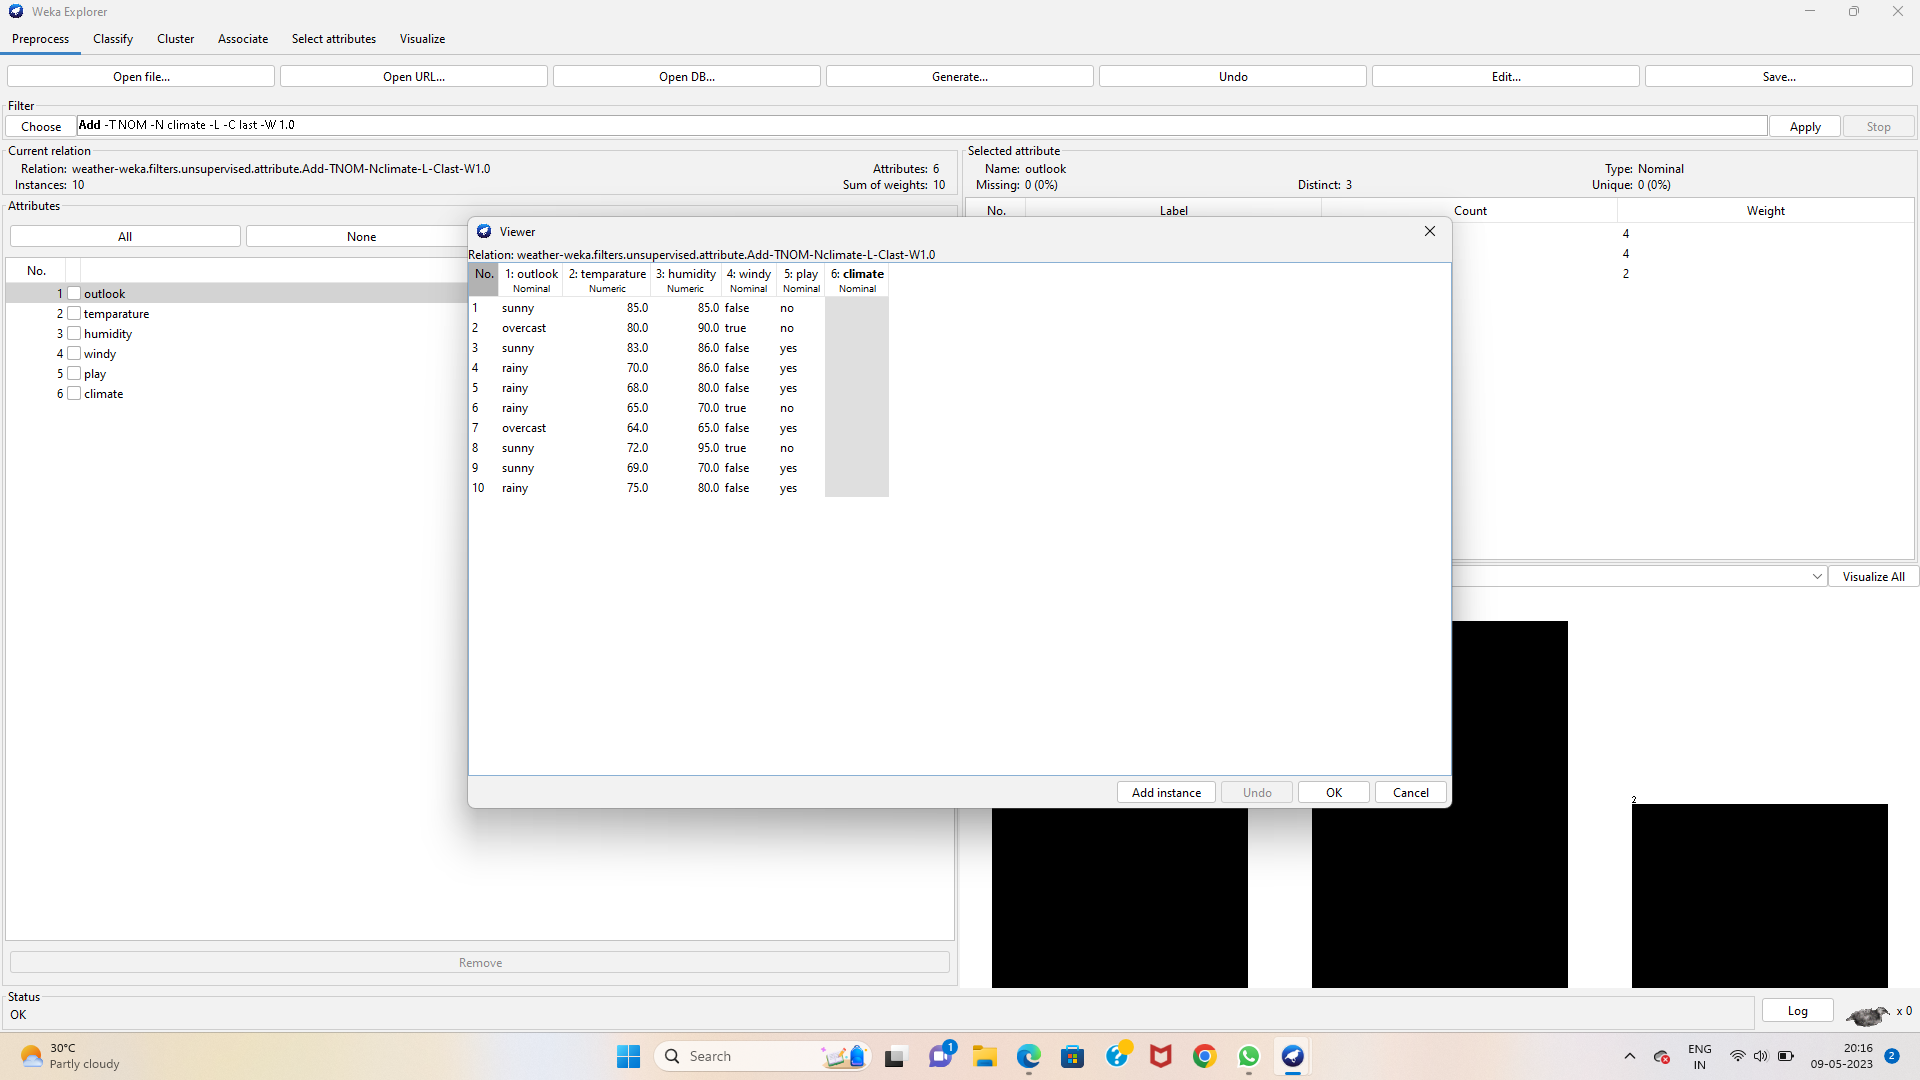 Weka Explorer
Preprocess Classify Cluster Associate Select attributes Visualize
Open file... Open URL... Open DB... Generate... Undo Edit... Save...
Filter
Choose Add -T NOM -N climate -L -C last -W 1.0 Apply Stop
Current relation
Relation: weather-weka.filters.unsupervised.attribute.Add-TNOM-Nclimate-L-Clast-W1.0 Attributes: 6
Instances: 10 Sum of weights: 10
Selected attribute
Name: outlook Type: Nominal
Missing: 0 (0%) Distinct: 3 Unique: 0 (0%)
No. Label Count Weight
4
4
2
Attributes
All None
No.
1 outlook
2 temparature
3 humidity
4 windy
5 play
6 climate
Remove
Viewer
Relation: weather-weka.filters.unsupervised.attribute.Add-TNOM-Nclimate-L-Clast-W1.0
No. 1: outlook 2: temparature 3: humidity 4: windy 5: play 6: climate
Nominal Numeric Numeric Nominal Nominal Nominal
1 sunny 85.0 85.0 false no
2 overcast 80.0 90.0 true no
3 sunny 83.0 86.0 false yes
4 rainy 70.0 86.0 false yes
5 rainy 68.0 80.0 false yes
6 rainy 65.0 70.0 true no
7 overcast 64.0 65.0 false yes
8 sunny 72.0 95.0 true no
9 sunny 69.0 70.0 false yes
10 rainy 75.0 80.0 false yes
Add instance Undo OK Cancel
Visualize All
2
Status
OK
Log x 0
30°C
Partly cloudy
Search
1
ENG
IN
20:16
09-05-2023
2